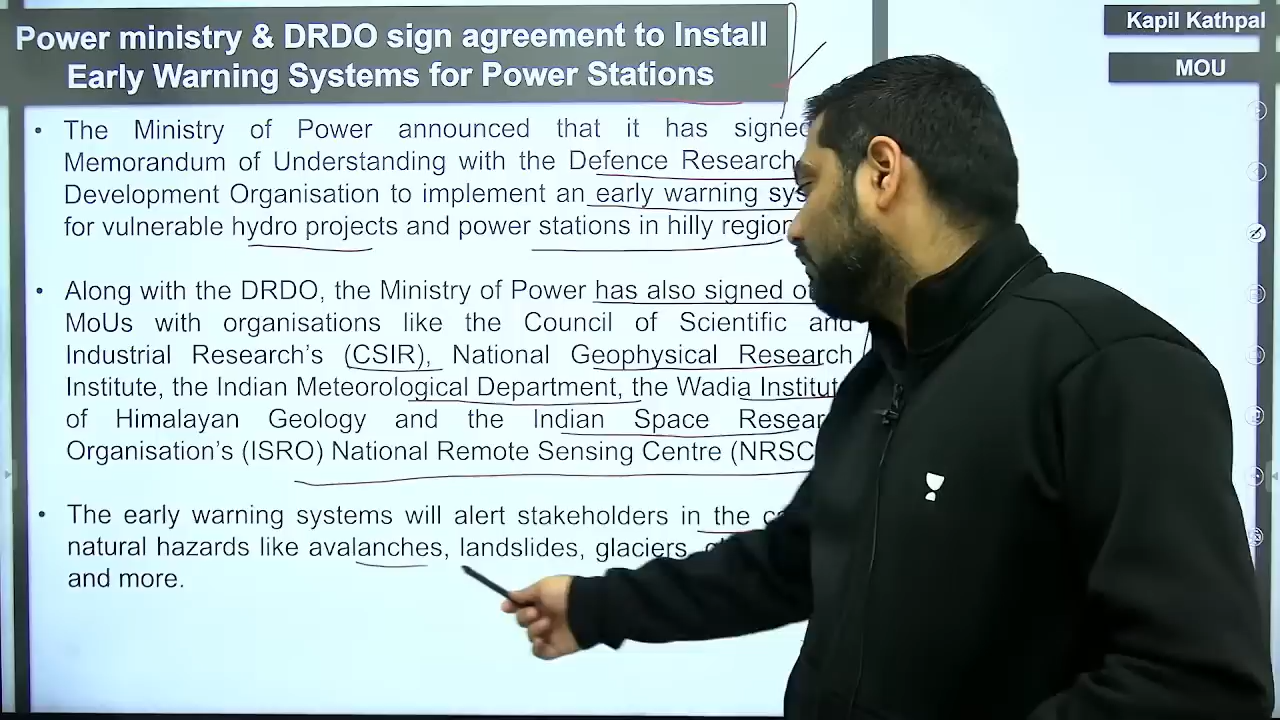 Power ministry & DRDO sign agreement to Install
Early Warning Systems for Power Stations
Kapil Kathpal
MOU
• The Ministry of Power announced that it has signed
Memorandum of Understanding with the Defence Research
Development Organisation to implement an early warning
for vulnerable hydro projects and power stations in hilly
• Along with the DRDO, the Ministry of Power has also signed
MoUs with organisations like the Council of Scientific and
Industrial Research's (CSIR), National Geophysical Research
Institute, the Indian Meteorological Department, the Wadia
of Himalayan Geology and the Indian Space
Organisation's (ISRO) National Remote Sensing Centre (NRSC
• The early warning systems will alert stakeholders in the
natural hazards like avalanches, landslides, glaciers,
and more.